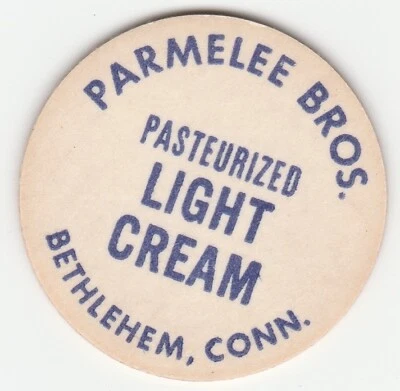 PARMELEE BROS.
PASTEURIZED
LIGHT
CREAM
BETHLEHEM, CONN.